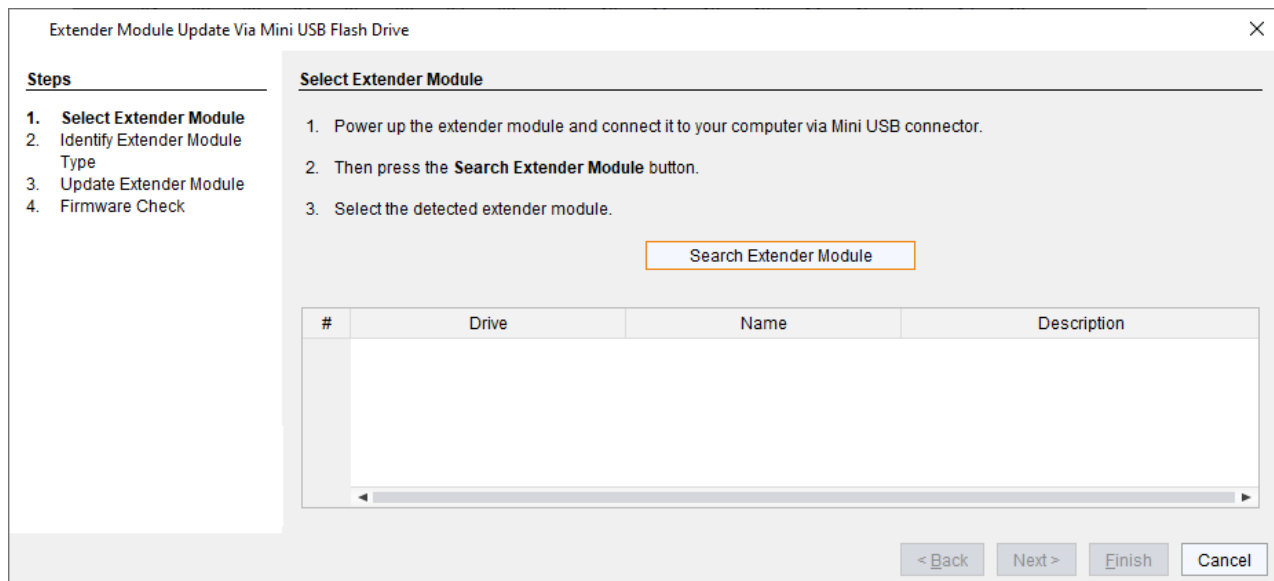 Extender Module Update Via Mini USB Flash Drive
Steps
1. Select Extender Module
2. Identify Extender Module
Type
3. Update Extender Module
4. Firmware Check
Select Extender Module
1. Power up the extender module and connect it to your computer via Mini USB connector.
2. Then press the Search Extender Module button.
3. Select the detected extender module.
Search Extender Module
# Drive Name Description
< Back Next > Finish Cancel